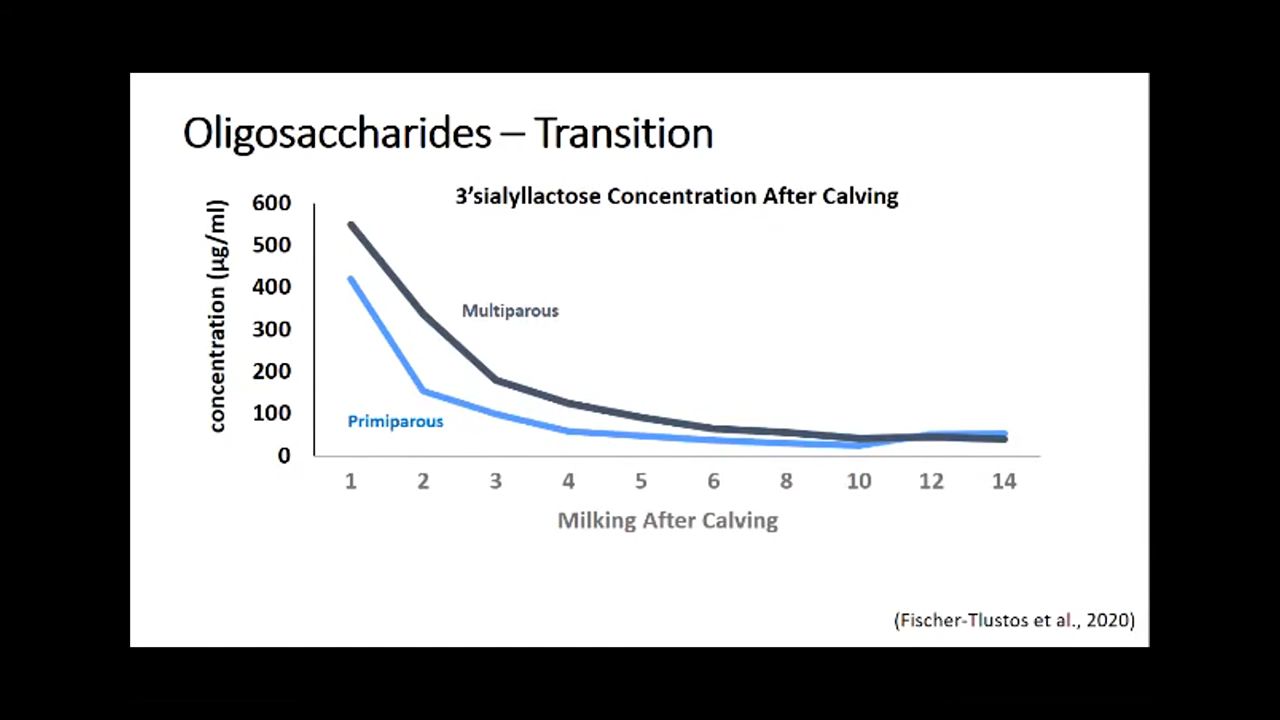 Oligosaccharides – Transition
3’sialyllactose Concentration After Calving
concentration (µg/ml)
600
500
400
300
200
100
0
Multiparous
Primiparous
1 2 3 4 5 6 8 10 12 14
Milking After Calving
(Fischer-Tlustos et al., 2020)